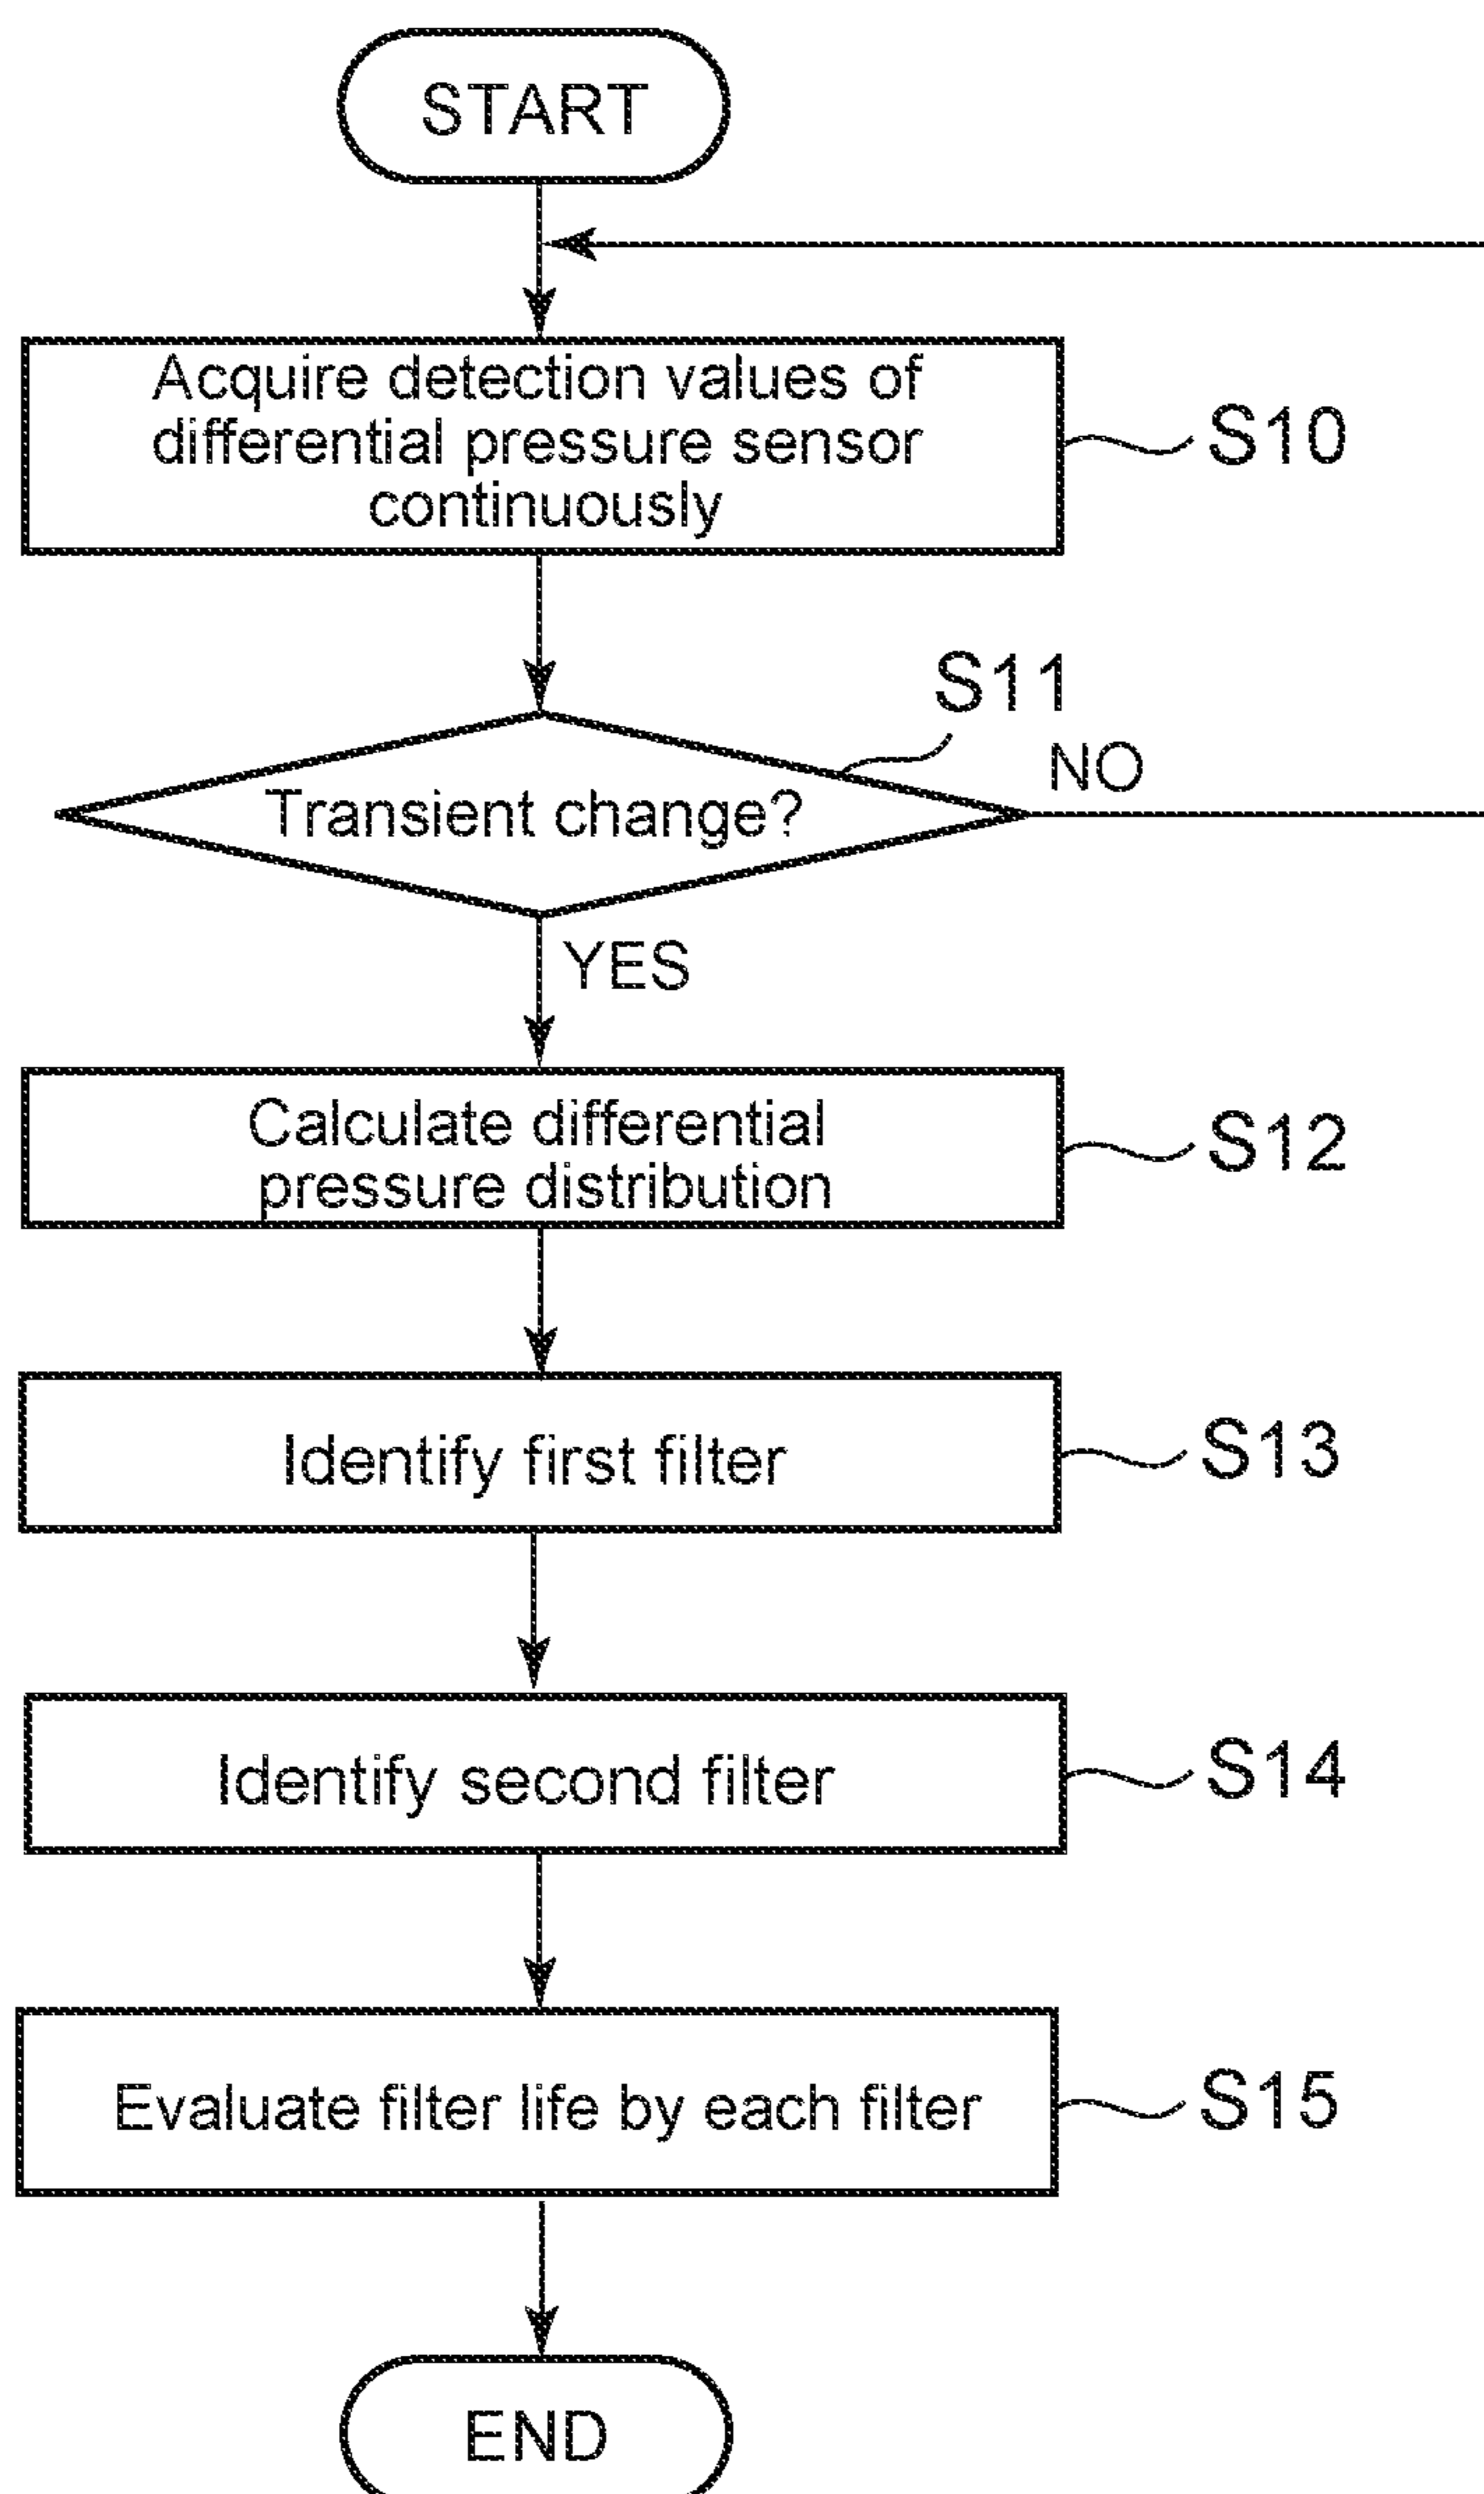 START
Acquire detection values of
differential pressure sensor
continuously
S10
S11
Transient change?
NO
YES
Calculate differential
pressure distribution
S12
Identify first filter
S13
Identify second filter
S14
Evaluate filter life by each filter
S15
END